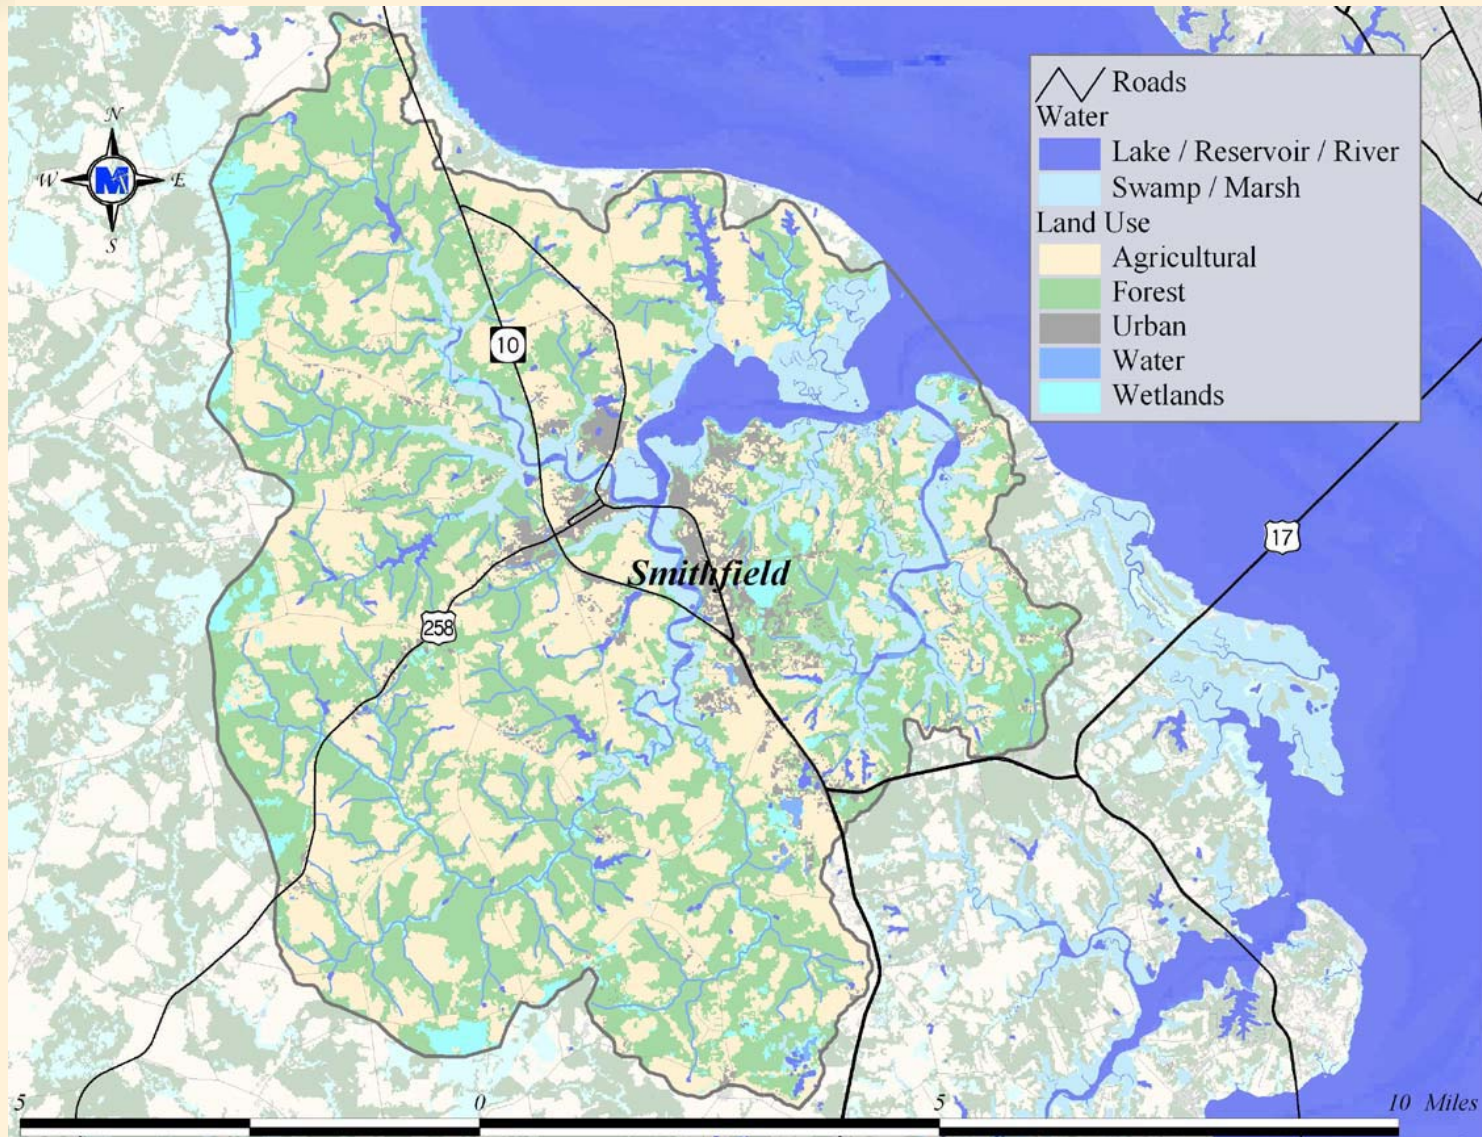 Roads
Water
Lake / Reservoir / River
Swamp / Marsh
Land Use
Agricultural
Forest
Urban
Water
Wetlands
N
W
M
E
S
10
17
Smithfield
258
5
0
5
10 Miles